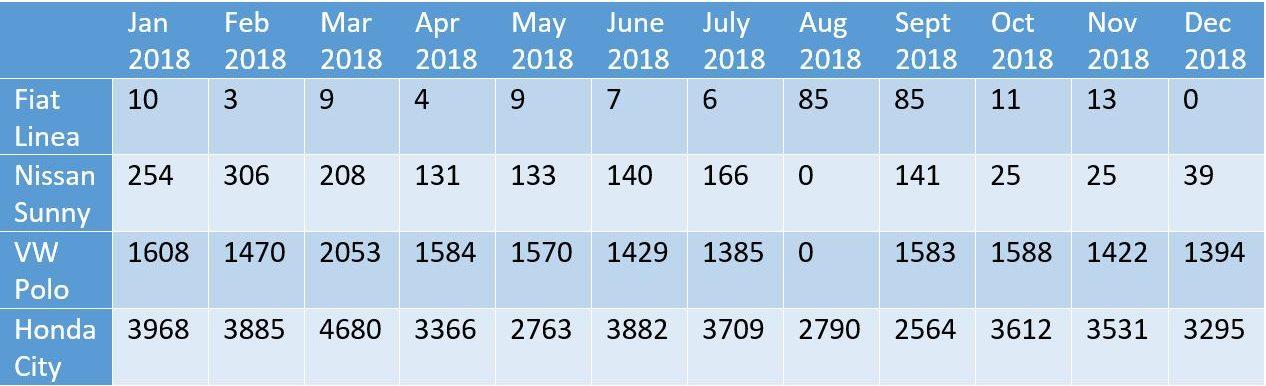 Jan 2018 Feb 2018 Mar 2018 Apr 2018 May 2018 June 2018 July 2018 Aug 2018 Sept 2018 Oct 2018 Nov 2018 Dec 2018
Fiat Linea 10 3 9 4 9 7 6 85 85 11 13 0
Nissan Sunny 254 306 208 131 133 140 166 0 141 25 25 39
VW Polo 1608 1470 2053 1584 1570 1429 1385 0 1583 1588 1422 1394
Honda City 3968 3885 4680 3366 2763 3882 3709 2790 2564 3612 3531 3295